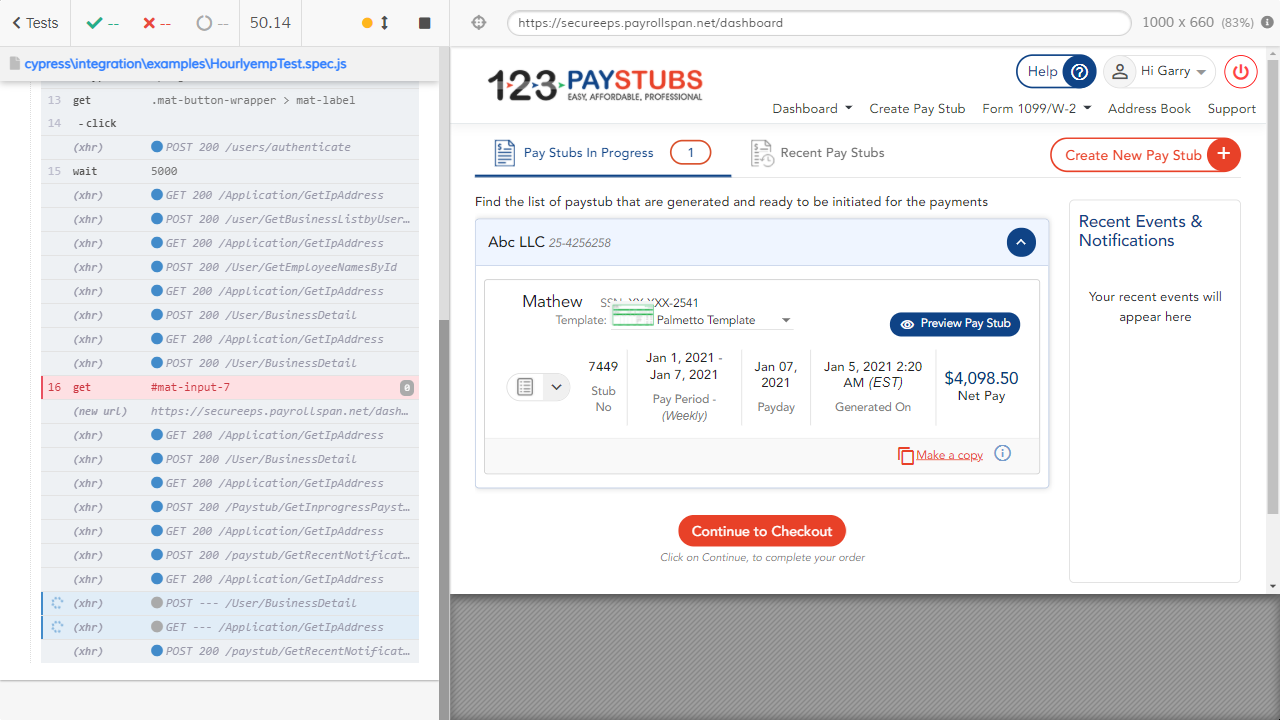 Tests
--
--
--
50.14
https://secureeps.payrollspan.net/dashboard
1000 x 660 (83%)
cypress\integration\examples\HourlyempTest.spec.js
13 get .mat-button-wrapper > mat-label
14 -click
(xhr) POST 200 /users/authenticate
15 wait 5000
(xhr) GET 200 /Application/GetIpAddress
(xhr) POST 200 /user/GetBusinessListbyUser…
(xhr) GET 200 /Application/GetIpAddress
(xhr) POST 200 /User/GetEmployeeNamesById
(xhr) GET 200 /Application/GetIpAddress
(xhr) POST 200 /User/BusinessDetail
(xhr) GET 200 /Application/GetIpAddress
(xhr) POST 200 /User/BusinessDetail
16 get #mat-input-7 0
(new url) https://secureeps.payrollspan.net/dash…
(xhr) GET 200 /Application/GetIpAddress
(xhr) POST 200 /User/BusinessDetail
(xhr) GET 200 /Application/GetIpAddress
(xhr) POST 200 /Paystub/GetInprogressPayst…
(xhr) GET 200 /Application/GetIpAddress
(xhr) POST 200 /paystub/GetRecentNotificat…
(xhr) GET 200 /Application/GetIpAddress
(xhr) POST --- /User/BusinessDetail
(xhr) GET --- /Application/GetIpAddress
(xhr) POST 200 /paystub/GetRecentNotificat…
123 PAYSTUBS
EASY, AFFORDABLE, PROFESSIONAL
Help
Hi Garry
Dashboard Create Pay Stub Form 1099/W-2 Address Book Support
Pay Stubs In Progress 1
Recent Pay Stubs
Create New Pay Stub +
Find the list of paystub that are generated and ready to be initiated for the payments
Abc LLC 25-4256258
Mathew SSN: XX-XXX-2541
Template: Palmetto Template
Preview Pay Stub
7449
Stub
No
Jan 1, 2021 -
Jan 7, 2021
Pay Period -
(Weekly)
Jan 07,
2021
Payday
Jan 5, 2021 2:20
AM (EST)
Generated On
$4,098.50
Net Pay
Make a copy
Continue to Checkout
Click on Continue, to complete your order
Recent Events &
Notifications
Your recent events will
appear here